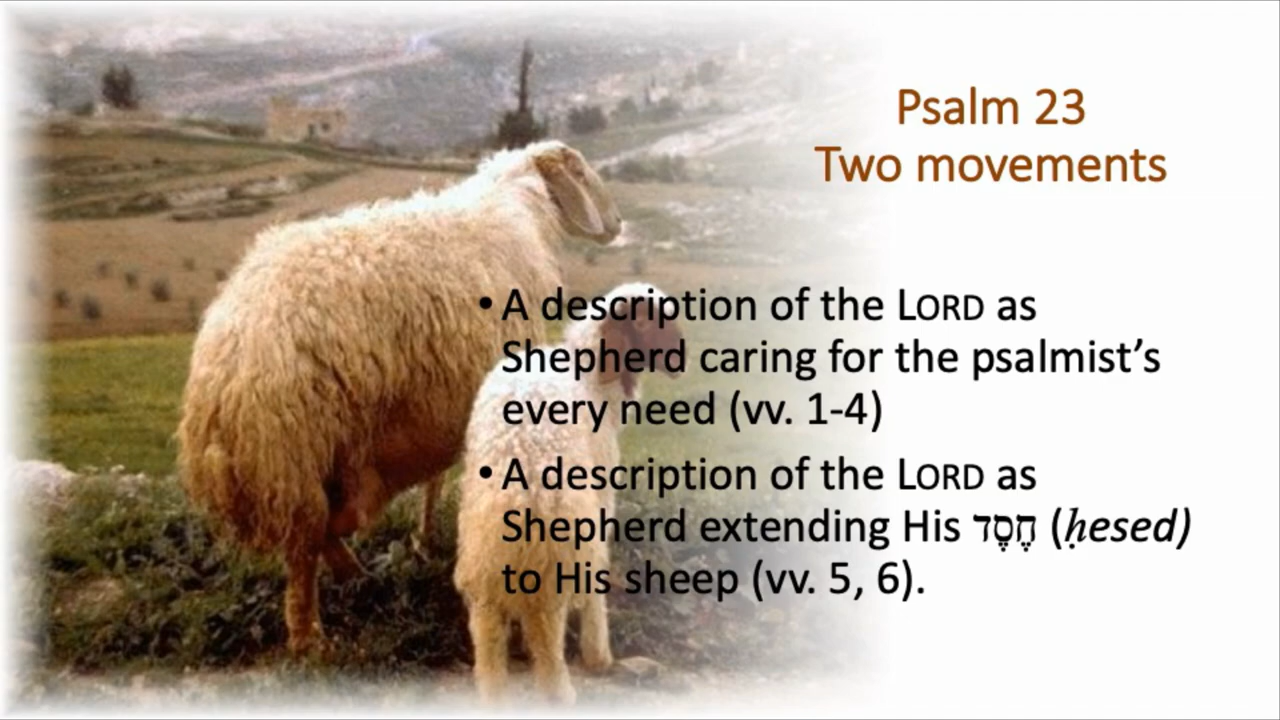 Psalm 23
Two movements
• A description of the LORD as
Shepherd caring for the psalmist’s
every need (vv. 1-4)
• A description of the LORD as
Shepherd extending His חֶסֶד (ḥesed)
to His sheep (vv. 5, 6).